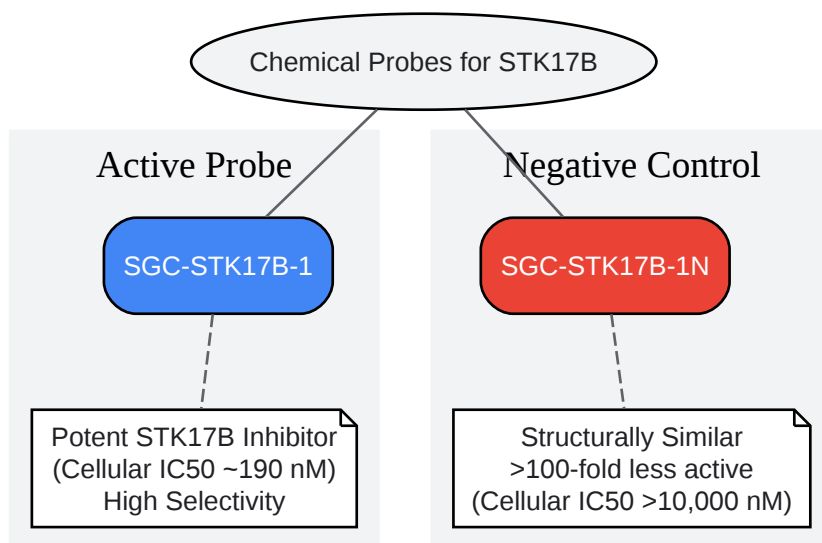 Chemical Probes for STK17B
Active Probe
Negative Control
SGC-STK17B-1
SGC-STK17B-1N
Potent STK17B Inhibitor
(Cellular IC50 ~190 nM)
High Selectivity
Structurally Similar
>100-fold less active
(Cellular IC50 >10,000 nM)